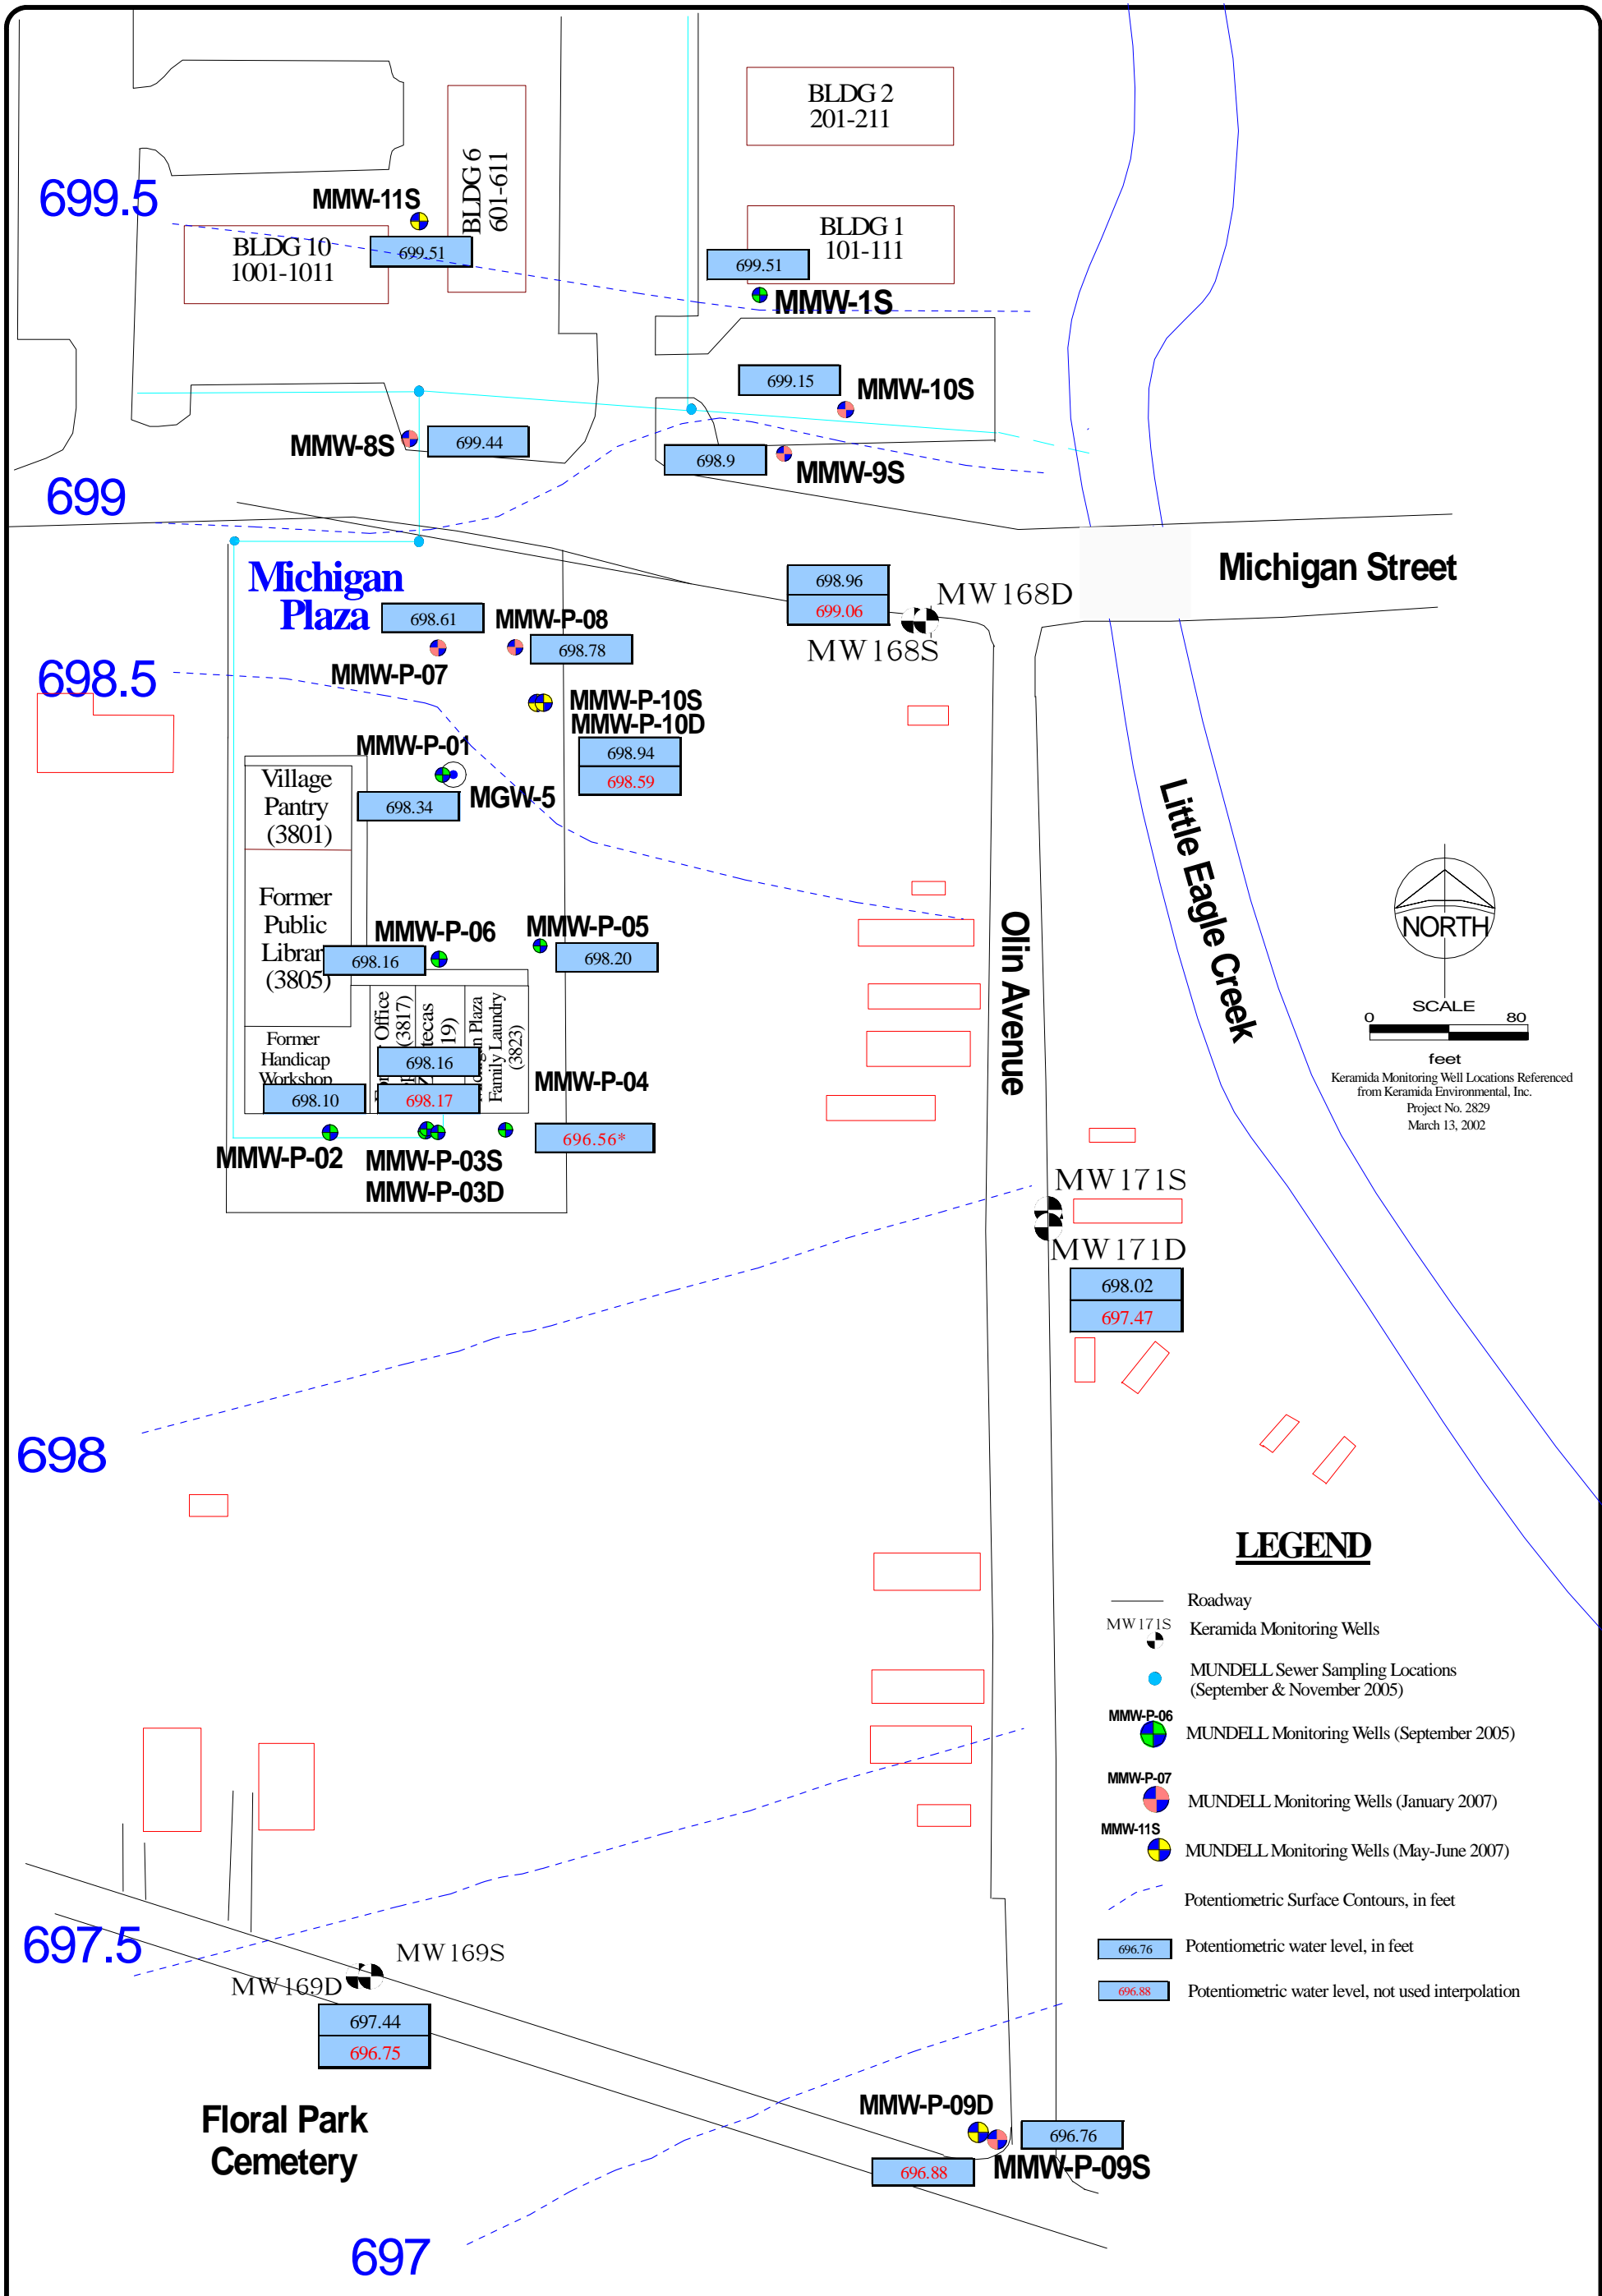 BLDG 2
201-211
BLDG 6
601-611
699.5
MMW-11S
BLDG 10
1001-1011
699.51
BLDG 1
101-111
699.51
MMW-1S
699.15
MMW-10S
MMW-8S
699.44
698.9
MMW-9S
699
Michigan
Plaza
698.61
MMW-P-08
698.78
MMW-P-07
698.96
699.06
MW168D
MW168S
Michigan Street
698.5
MMW-P-10S
MMW-P-10D
698.94
698.59
MMW-P-01
MGW-5
698.34
Village
Pantry
(3801)
Little Eagle Creek
Former
Public
Librar
(3805)
MMW-P-06
698.16
MMW-P-05
698.20
Olin Avenue
NORTH
SCALE
0 80
feet
Keramida Monitoring Well Locations Referenced
from Keramida Environmental, Inc.
Project No. 2829
March 13, 2002
Former
Handicap
Workshop
698.10
Office
(3817)
tecas
19)
Plaza
Family Laundry
(3823)
698.16
698.17
MMW-P-04
696.56*
MMW-P-02
MMW-P-03S
MMW-P-03D
MW171S
MW171D
698.02
697.47
698
LEGEND
Roadway
MW171S
Keramida Monitoring Wells
MUNDELL Sewer Sampling Locations
(September & November 2005)
MMW-P-06
MUNDELL Monitoring Wells (September 2005)
MMW-P-07
MUNDELL Monitoring Wells (January 2007)
MMW-11S
MUNDELL Monitoring Wells (May-June 2007)
Potentiometric Surface Contours, in feet
696.76
Potentiometric water level, in feet
696.88
Potentiometric water level, not used interpolation
697.5
MW169S
MW169D
697.44
696.75
Floral Park
Cemetery
MMW-P-09D
696.76
MMW-P-09S
696.88
697